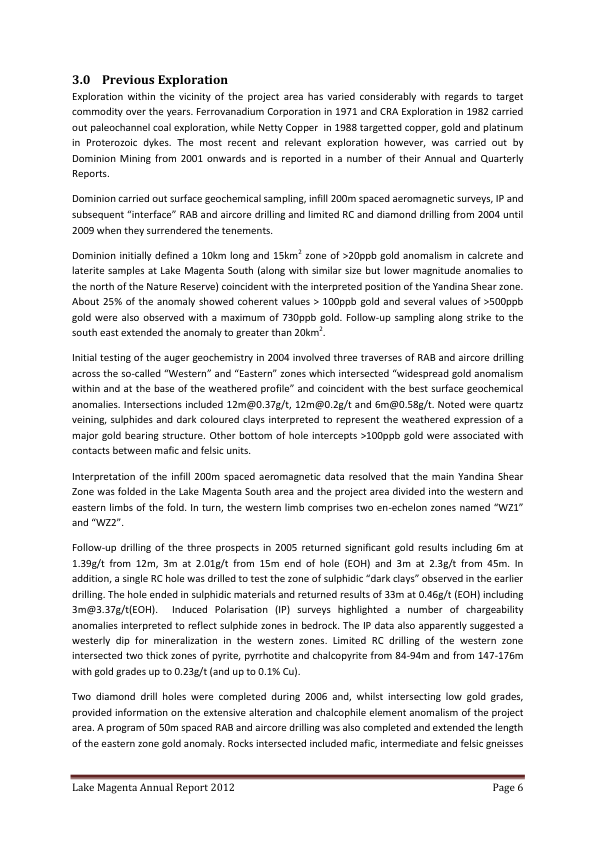 3.0 Previous Exploration
Exploration within the vicinity of the project area has varied considerably with regards to target
commodity over the years. Ferrovanadium Corporation in 1971 and CRA Exploration in 1982 carried
out paleochannel coal exploration, while Netty Copper in 1988 targetted copper, gold and platinum
in Proterozoic dykes. The most recent and relevant exploration however, was carried out by
Dominion Mining from 2001 onwards and is reported in a number of their Annual and Quarterly
Reports.
Dominion carried out surface geochemical sampling, infill 200m spaced aeromagnetic surveys, IP and
subsequent “interface” RAB and aircore drilling and limited RC and diamond drilling from 2004 until
2009 when they surrendered the tenements.
Dominion initially defined a 10km long and 15km² zone of >20ppb gold anomalism in calcrete and
laterite samples at Lake Magenta South (along with similar size but lower magnitude anomalies to
the north of the Nature Reserve) coincident with the interpreted position of the Yandina Shear zone.
About 25% of the anomaly showed coherent values > 100ppb gold and several values of >500ppb
gold were also observed with a maximum of 730ppb gold. Follow-up sampling along strike to the
south east extended the anomaly to greater than 20km².
Initial testing of the auger geochemistry in 2004 involved three traverses of RAB and aircore drilling
across the so-called “Western” and “Eastern” zones which intersected “widespread gold anomalism
within and at the base of the weathered profile” and coincident with the best surface geochemical
anomalies. Intersections included 12m@0.37g/t, 12m@0.2g/t and 6m@0.58g/t. Noted were quartz
veining, sulphides and dark coloured clays interpreted to represent the weathered expression of a
major gold bearing structure. Other bottom of hole intercepts >100ppb gold were associated with
contacts between mafic and felsic units.
Interpretation of the infill 200m spaced aeromagnetic data resolved that the main Yandina Shear
Zone was folded in the Lake Magenta South area and the project area divided into the western and
eastern limbs of the fold. In turn, the western limb comprises two en-echelon zones named “WZ1”
and “WZ2”.
Follow-up drilling of the three prospects in 2005 returned significant gold results including 6m at
1.39g/t from 12m, 3m at 2.01g/t from 15m end of hole (EOH) and 3m at 2.3g/t from 45m. In
addition, a single RC hole was drilled to test the zone of sulphidic “dark clays” observed in the earlier
drilling. The hole ended in sulphidic materials and returned results of 33m at 0.46g/t (EOH) including
3m@3.37g/t(EOH). Induced Polarisation (IP) surveys highlighted a number of chargeability
anomalies interpreted to reflect sulphide zones in bedrock. The IP data also apparently suggested a
westerly dip for mineralization in the western zones. Limited RC drilling of the western zone
intersected two thick zones of pyrite, pyrrhotite and chalcopyrite from 84-94m and from 147-176m
with gold grades up to 0.23g/t (and up to 0.1% Cu).
Two diamond drill holes were completed during 2006 and, whilst intersecting low gold grades,
provided information on the extensive alteration and chalcophile element anomalism of the project
area. A program of 50m spaced RAB and aircore drilling was also completed and extended the length
of the eastern zone gold anomaly. Rocks intersected included mafic, intermediate and felsic gneisses
Lake Magenta Annual Report 2012 Page 6